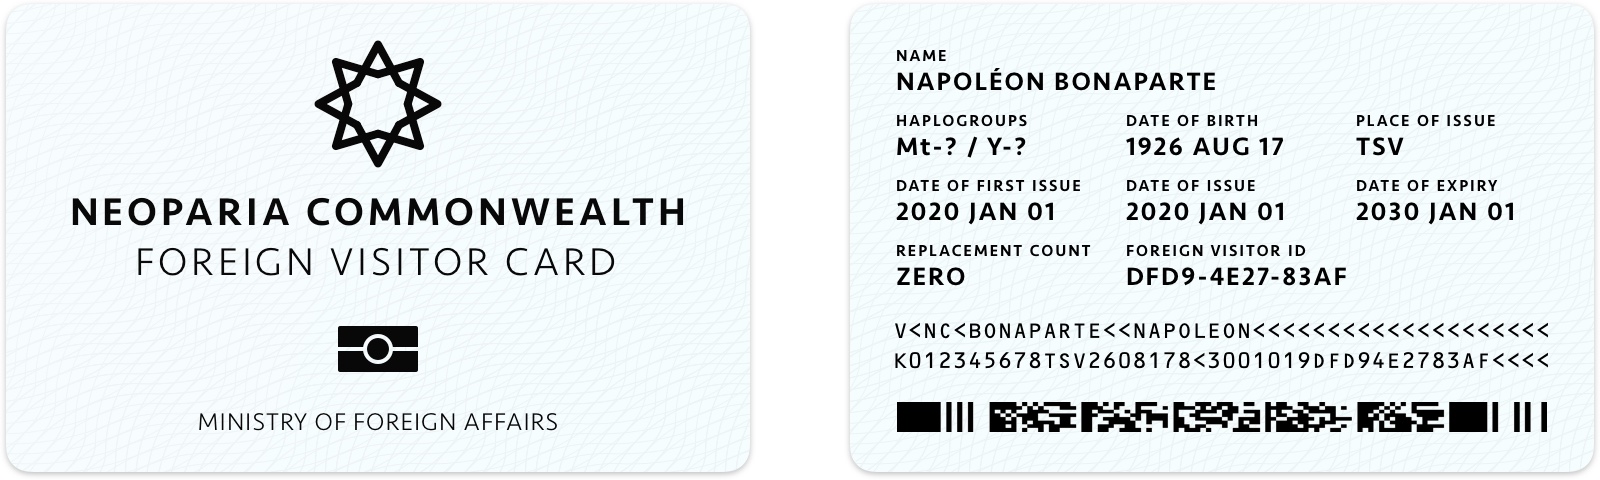 NEOPARIA COMMONWEALTH
FOREIGN VISITOR CARD
MINISTRY OF FOREIGN AFFAIRS
NAME
NAPOLÉON BONAPARTE
HAPLOGROUPS DATE OF BIRTH PLACE OF ISSUE
Mt-? / Y-? 1926 AUG 17 TSV
DATE OF FIRST ISSUE DATE OF ISSUE DATE OF EXPIRY
2020 JAN 01 2020 JAN 01 2030 JAN 01
REPLACEMENT COUNT FOREIGN VISITOR ID
ZERO DFD9-4E27-83AF
V<NC<BONAPARTE<<NAPOLEON<<<<<<<<<<<<<<<<<<<<
K012345678TSV2608178<3001019DFD94E2783AF<<<<